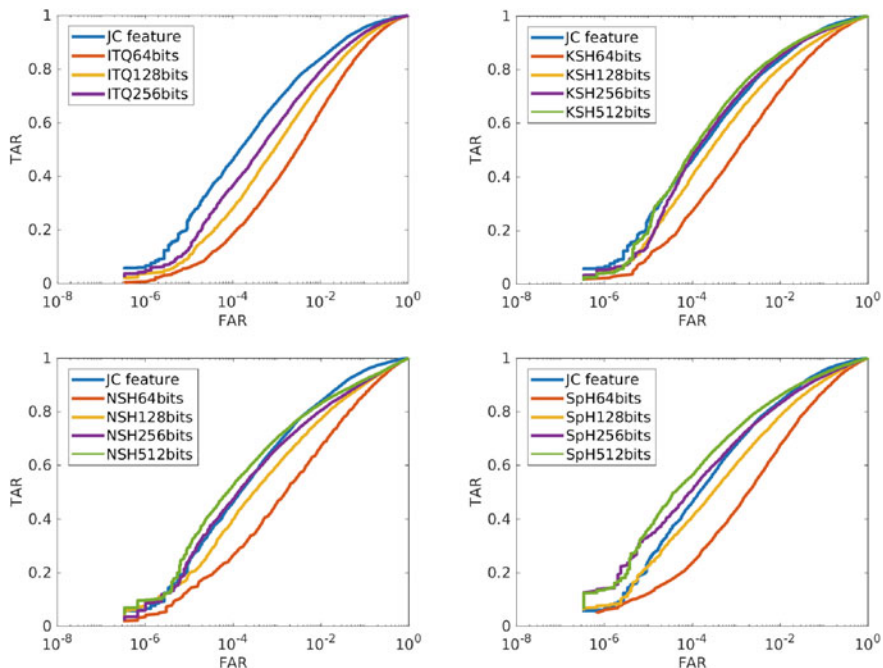 JC feature
ITQ64bits
ITQ128bits
ITQ256bits
TAR
1
0.8
0.6
0.4
0.2
0
10-8
10-6
10-4
10-2
100
FAR
JC feature
KSH64bits
KSH128bits
KSH256bits
KSH512bits
TAR
1
0.8
0.6
0.4
0.2
0
10-8
10-6
10-4
10-2
100
FAR
JC feature
NSH64bits
NSH128bits
NSH256bits
NSH512bits
TAR
1
0.8
0.6
0.4
0.2
0
10-8
10-6
10-4
10-2
100
FAR
JC feature
SpH64bits
SpH128bits
SpH256bits
SpH512bits
TAR
1
0.8
0.6
0.4
0.2
0
10-8
10-6
10-4
10-2
100
FAR